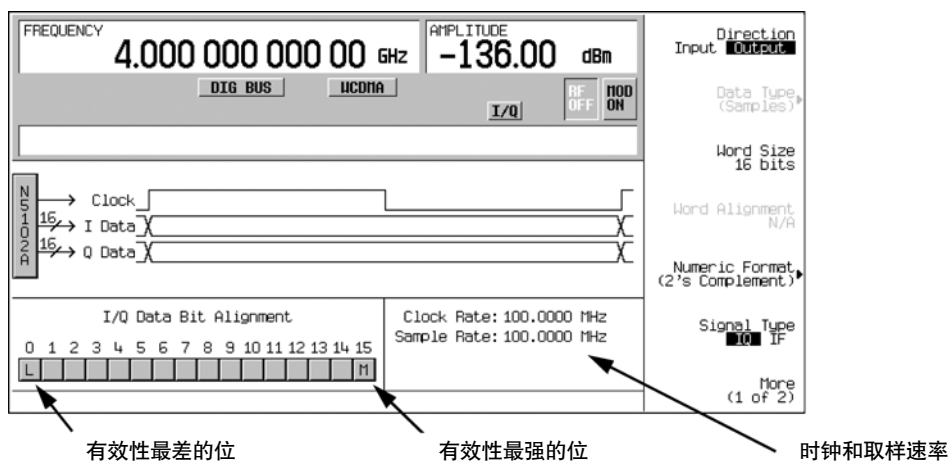 FREQUENCY
4.000 000 000 00 GHz
AMPLITUDE
-136.00 dBm
DIG BUS
WCDMA
I/Q
RF OFF
MOD ON
N5102A
Clock
16
I Data
16
Q Data
I/Q Data Bit Alignment
0 1 2 3 4 5 6 7 8 9 10 11 12 13 14 15
L
M
Clock Rate: 100.0000 MHz
Sample Rate: 100.0000 MHz
Direction
Input Output
Data Type
(Samples)
Word Size
16 bits
Word Alignment
N/A
Numeric Format
(2's Complement)
Signal Type
IQ IF
More
(1 of 2)
有效性最差的位
有效性最强的位
时钟和取样速率